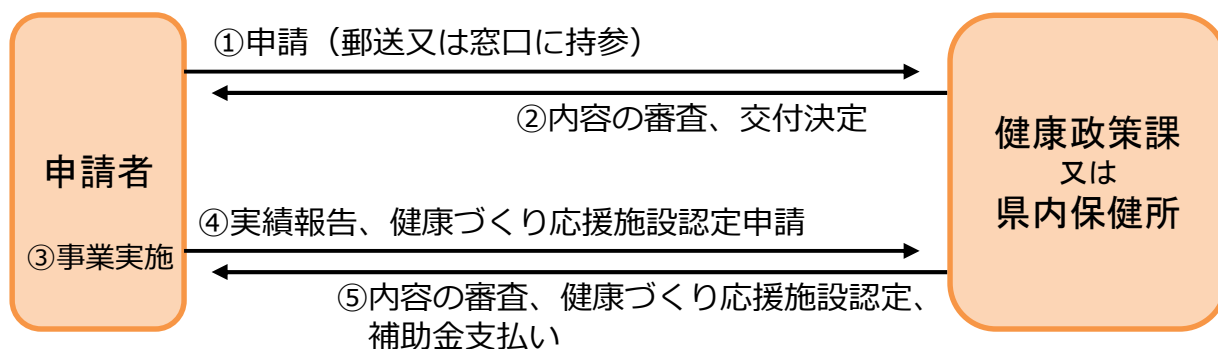 ①申請（郵送又は窓口に持参）
②内容の審査、交付決定
申請者
③事業実施
健康政策課
又は
県内保健所
④実績報告、健康づくり応援施設認定申請
⑤内容の審査、健康づくり応援施設認定、
補助金支払い